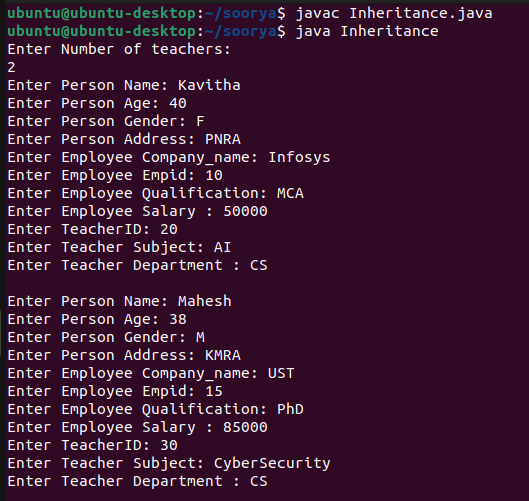 ubuntu@ubuntu-desktop:~/soorya$ javac Inheritance.java
ubuntu@ubuntu-desktop:~/soorya$ java Inheritance
Enter Number of teachers:
2
Enter Person Name: Kavitha
Enter Person Age: 40
Enter Person Gender: F
Enter Person Address: PNRA
Enter Employee Company_name: Infosys
Enter Employee Empid: 10
Enter Employee Qualification: MCA
Enter Employee Salary : 50000
Enter TeacherID: 20
Enter Teacher Subject: AI
Enter Teacher Department : CS
Enter Person Name: Mahesh
Enter Person Age: 38
Enter Person Gender: M
Enter Person Address: KMRA
Enter Employee Company_name: UST
Enter Employee Empid: 15
Enter Employee Qualification: PhD
Enter Employee Salary : 85000
Enter TeacherID: 30
Enter Teacher Subject: CyberSecurity
Enter Teacher Department : CS